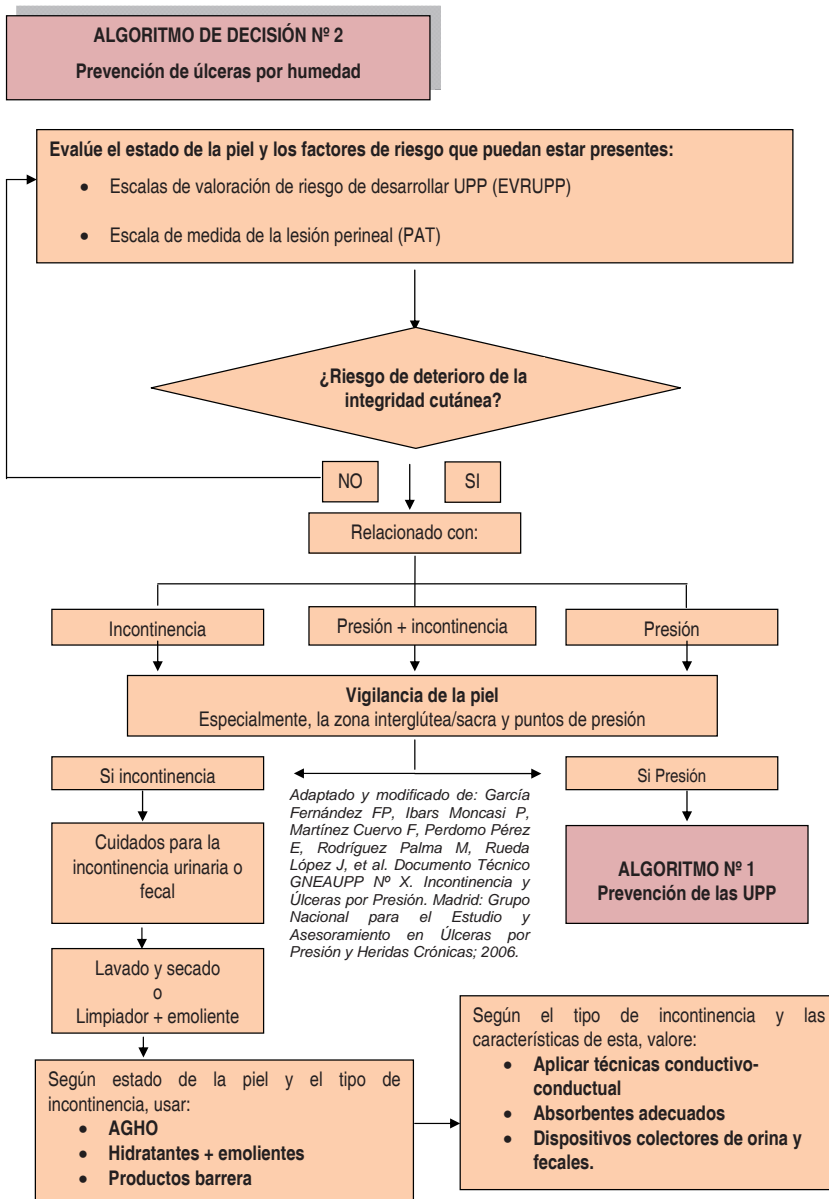 ALGORITMO DE DECISIÓN Nº 2
Prevención de úlceras por humedad
Evalúe el estado de la piel y los factores de riesgo que puedan estar presentes:
• Escalas de valoración de riesgo de desarrollar UPP (EVRUPP)
• Escala de medida de la lesión perineal (PAT)
¿Riesgo de deterioro de la
integridad cutánea?
NO
SI
Relacionado con:
Incontinencia
Presión + incontinencia
Presión
Vigilancia de la piel
Especialmente, la zona interglútea/sacra y puntos de presión
Si incontinencia
Si Presión
Cuidados para la
incontinencia urinaria o
fecal
Adaptado y modificado de: García
Fernández FP, Ibars Moncasi P,
Martínez Cuervo F, Perdomo Pérez
E, Rodríguez Palma M, Rueda
López J, et al. Documento Técnico
GNEAUPP Nº X. Incontinencia y
Úlceras por Presión. Madrid: Grupo
Nacional para el Estudio y
Asesoramiento en Úlceras por
Presión y Heridas Crónicas; 2006.
ALGORITMO Nº 1
Prevención de las UPP
Lavado y secado
o
Limpiador + emoliente
Según estado de la piel y el tipo de
incontinencia, usar:
• AGHO
• Hidratantes + emolientes
• Productos barrera
Según el tipo de incontinencia y las
características de esta, valore:
• Aplicar técnicas conductivo-
conductual
• Absorbentes adecuados
• Dispositivos colectores de orina y
fecales.